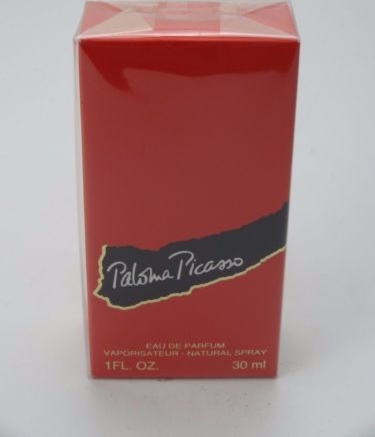 Paloma Picasso
EAU DE PARFUM
VAPORISATEUR - NATURAL SPRAY
1FL. OZ. 30 ml